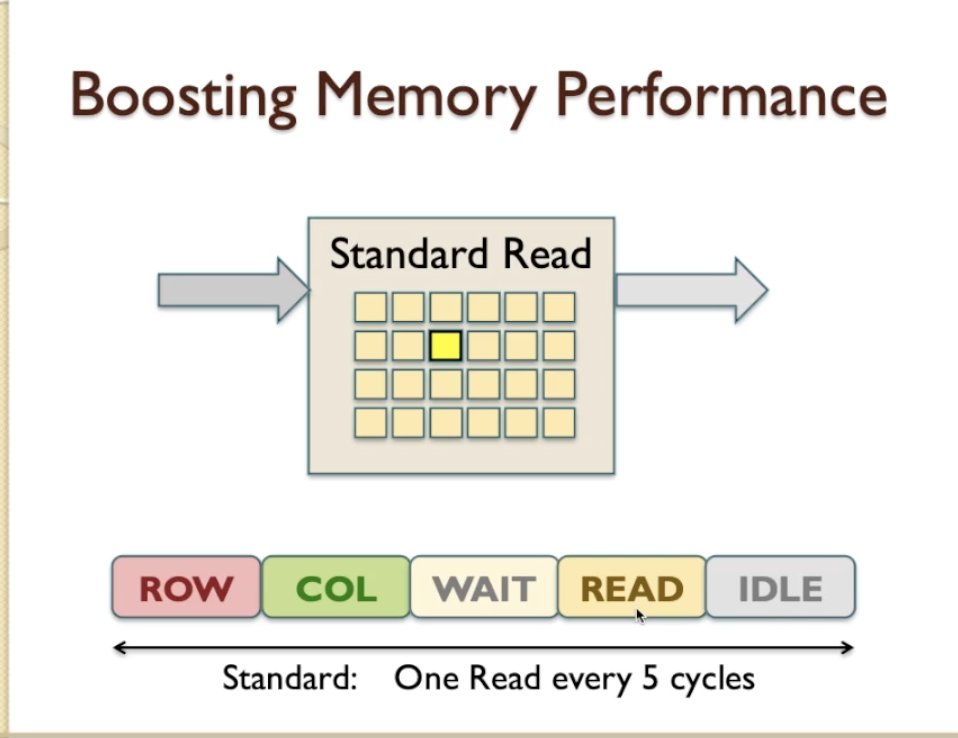 Boosting Memory Performance
Standard Read
ROW COL WAIT READ IDLE
Standard: One Read every 5 cycles